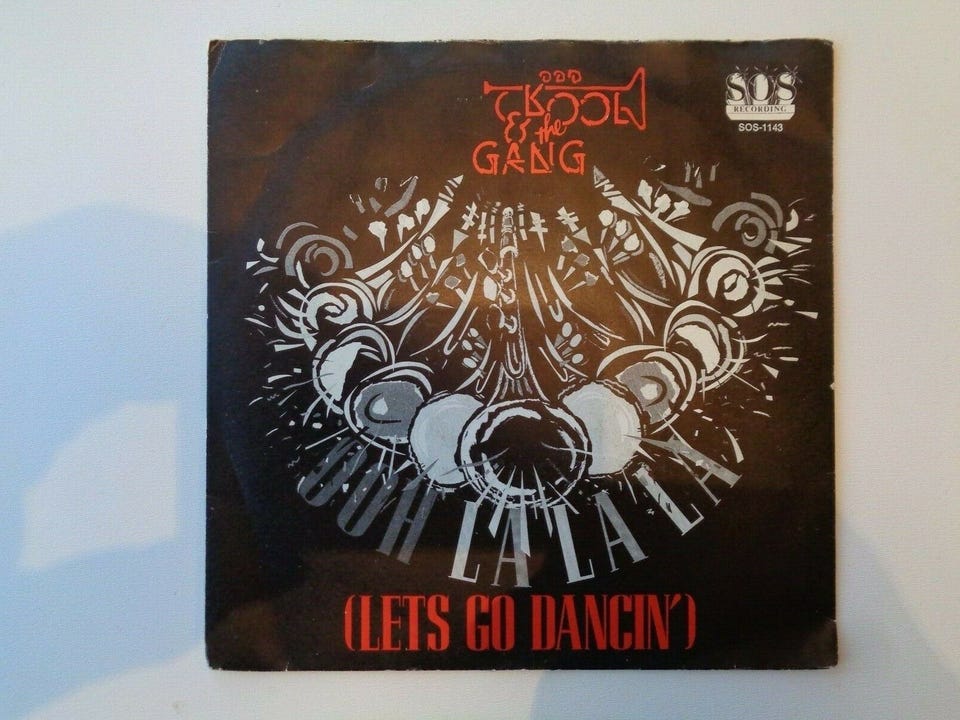 KOOL
& the
GANG
SOS
RECORDING
SOS-1143
OOH LA LA LA
(LETS GO DANCIN')